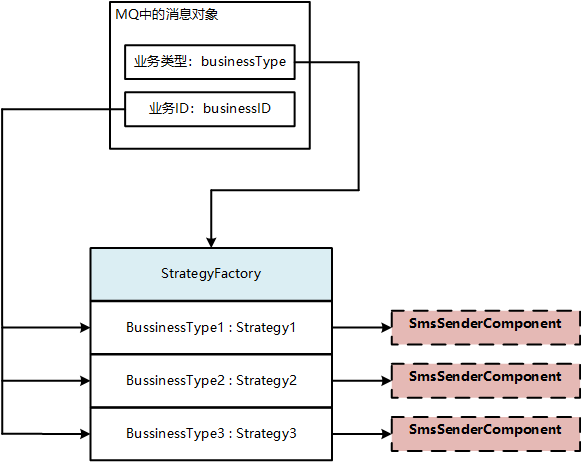 MQ中的消息对象
业务类型：businessType
业务ID：businessID
StrategyFactory
BussinessType1 : Strategy1
SmsSenderComponent
BussinessType2 : Strategy2
SmsSenderComponent
BussinessType3 : Strategy3
SmsSenderComponent